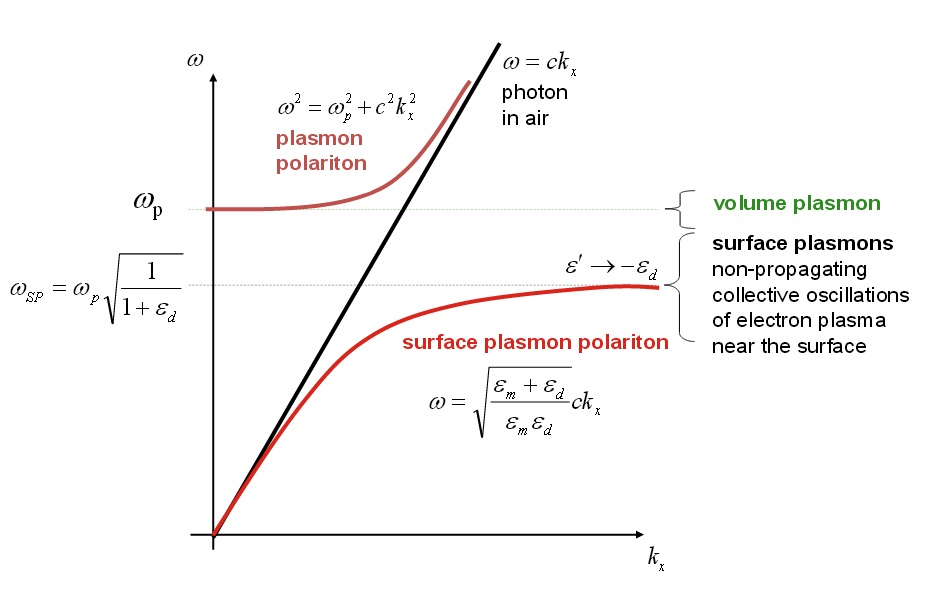 ω
ω = ck_x
photon
in air
ω² = ω_p² + c²k_x²
plasmon
polariton
ω_p
volume plasmon
surface plasmons
non-propagating
collective oscillations
of electron plasma
near the surface
ε' → −ε_d
ω_SP = ω_p √(1 / (1 + ε_d))
surface plasmon polariton
ω = √((ε_m + ε_d) / (ε_m ε_d)) ck_x
k_x